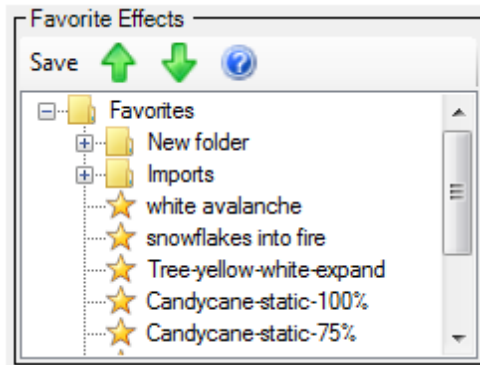 Favorite Effects
Save
Favorites
New folder
Imports
white avalanche
snowflakes into fire
Tree-yellow-white-expand
Candycane-static-100%
Candycane-static-75%